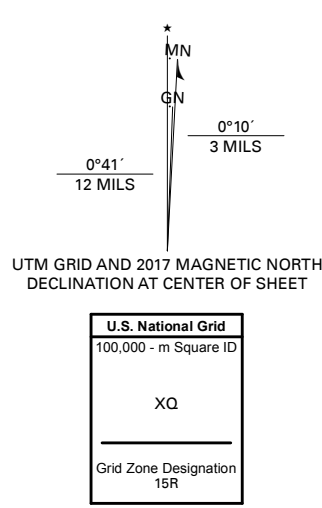 ★
MN
GN
0°10´
3 MILS
0°41´
12 MILS
UTM GRID AND 2017 MAGNETIC NORTH
DECLINATION AT CENTER OF SHEET
U.S. National Grid
100,000 - m Square ID
XQ
Grid Zone Designation
15R